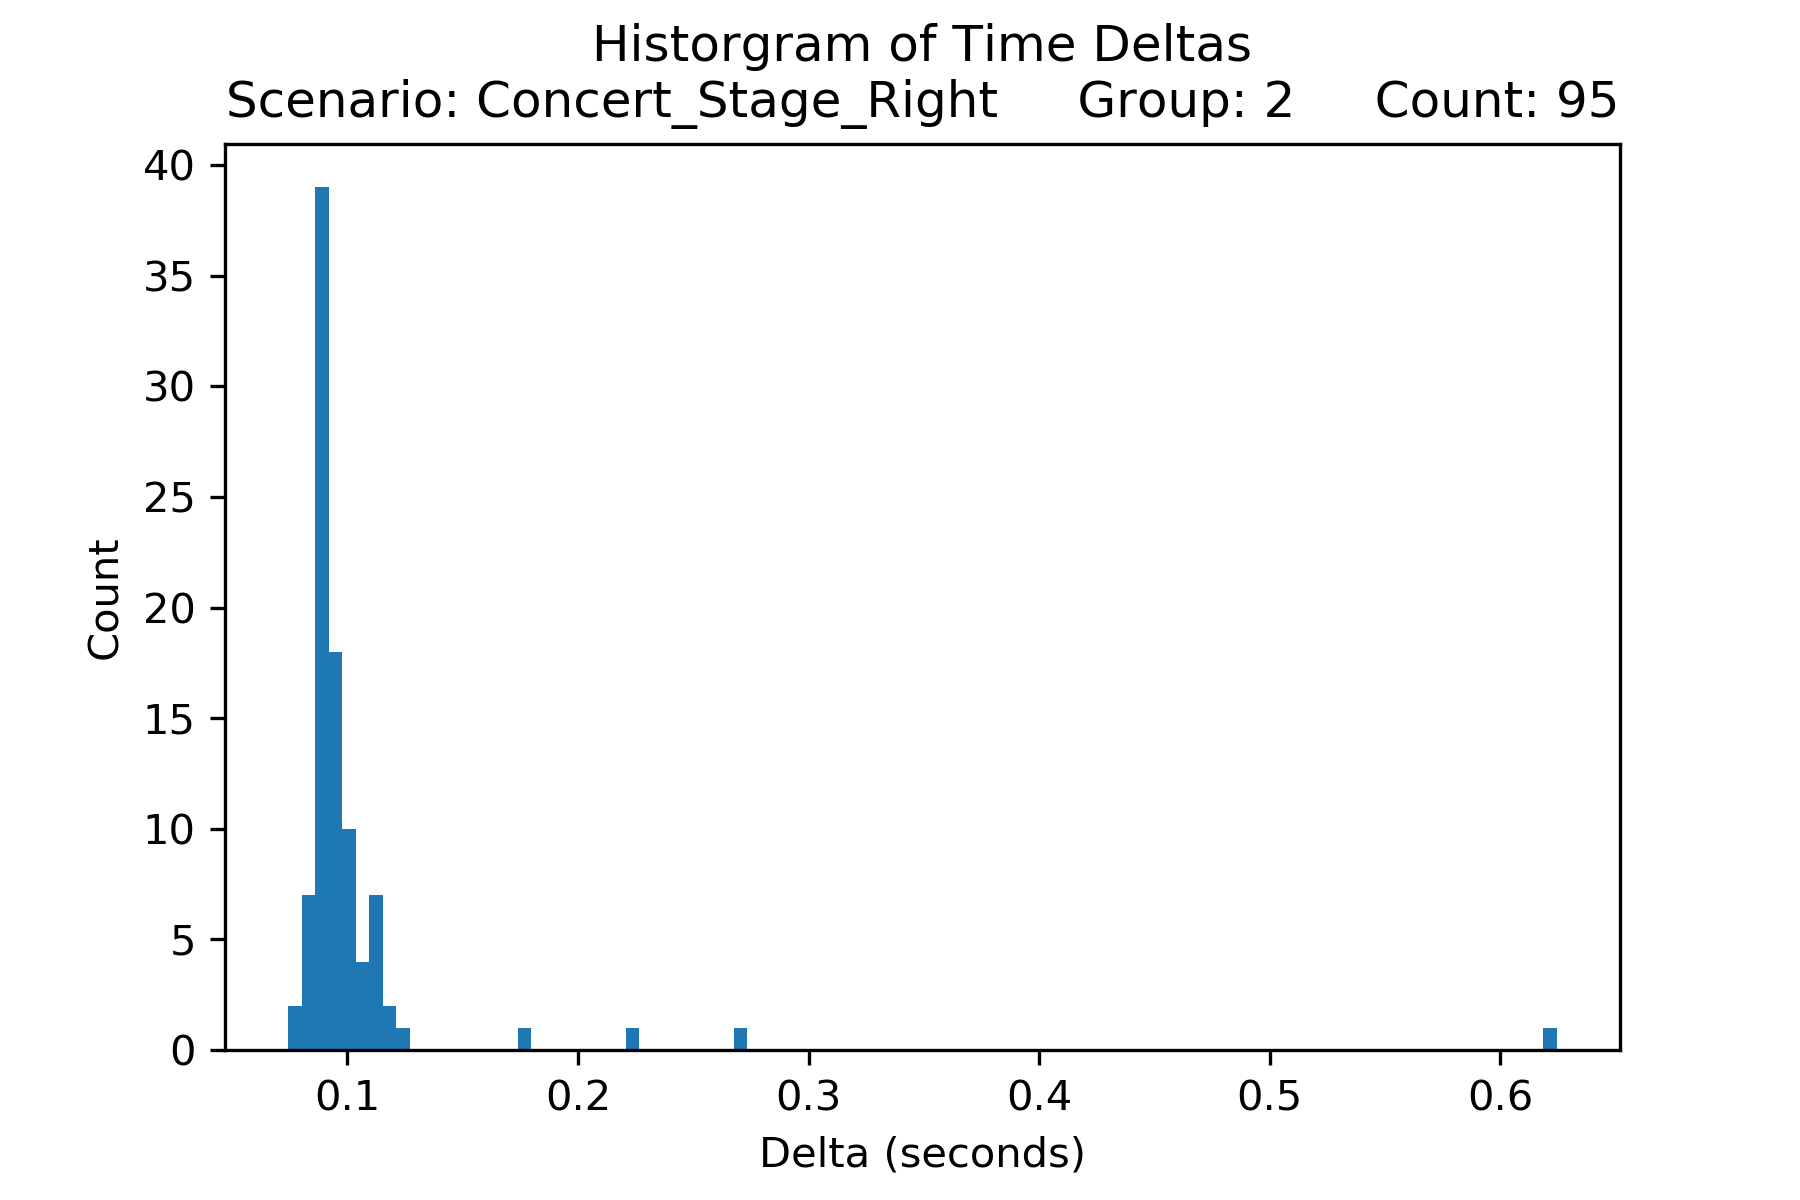 Historgram of Time Deltas
Scenario: Concert_Stage_Right Group: 2 Count: 95
40
35
30
25
20
15
10
5
0
Count
0.1 0.2 0.3 0.4 0.5 0.6
Delta (seconds)